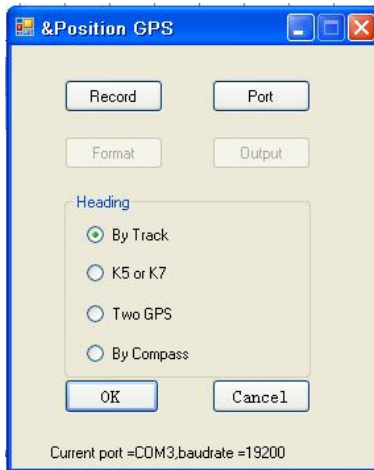 &Position GPS
Record Port
Format Output
Heading
By Track
K5 or K7
Two GPS
By Compass
OK Cancel
Current port =COM3,baudrate =19200